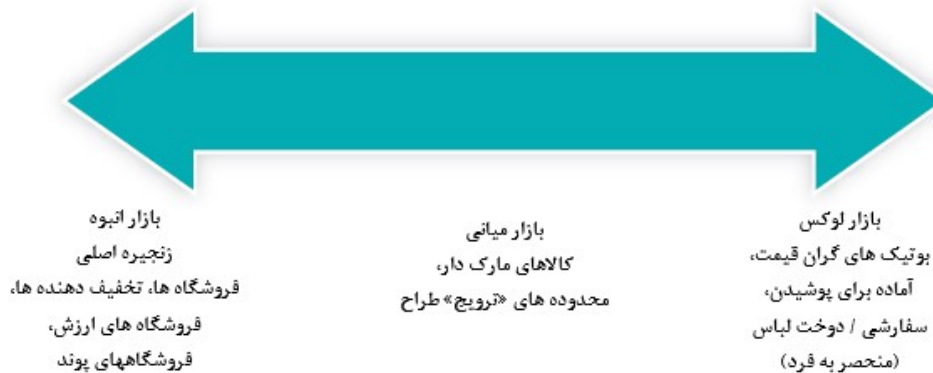 بازار لوکس
بوتیک های گران قیمت،
آماده برای پوشیدن،
سفارشی / دوخت لباس
(منحصر به فرد)
بازار میانی
کالاهای مارک دار،
محدوده های «ترویج» طراح
بازار انبوه
زنجیره اصلی
فروشگاه ها، تخفیف دهنده ها،
فروشگاه های ارزش،
فروشگاههای پوند